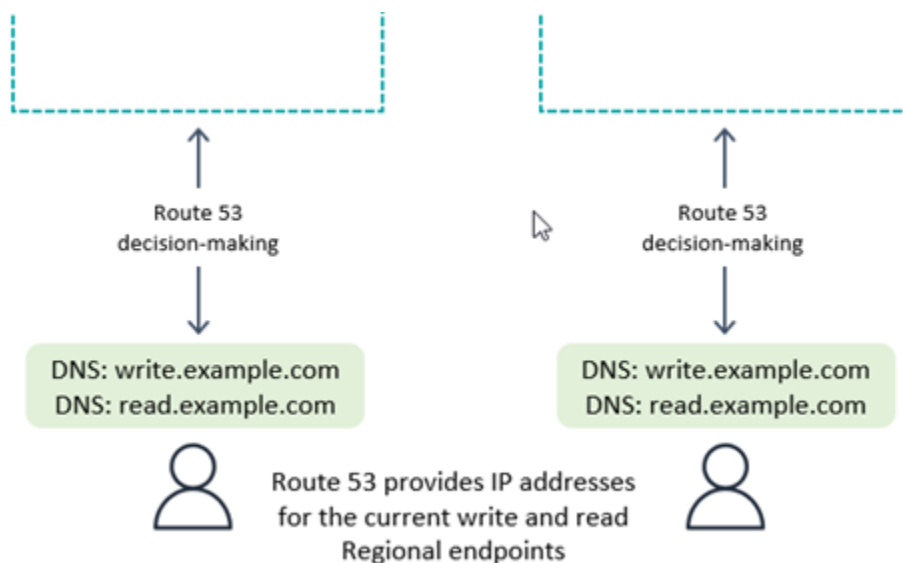 Route 53
decision-making
Route 53
decision-making
DNS: write.example.com
DNS: read.example.com
DNS: write.example.com
DNS: read.example.com
Route 53 provides IP addresses
for the current write and read
Regional endpoints